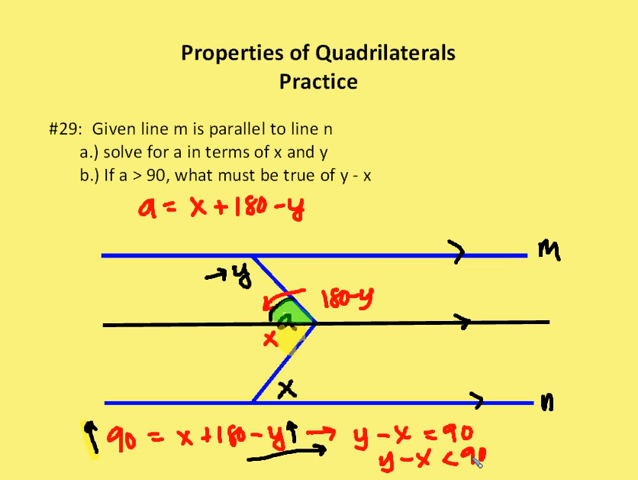 Properties of Quadrilaterals
Practice
#29: Given line m is parallel to line n
a.) solve for a in terms of x and y
b.) If a > 90, what must be true of y - x
a = x + 180 - y
m
→ y
180 - y
a
x
x
n
↑ 90 = x + 180 - y ↑ → y - x = 90
y - x < 90